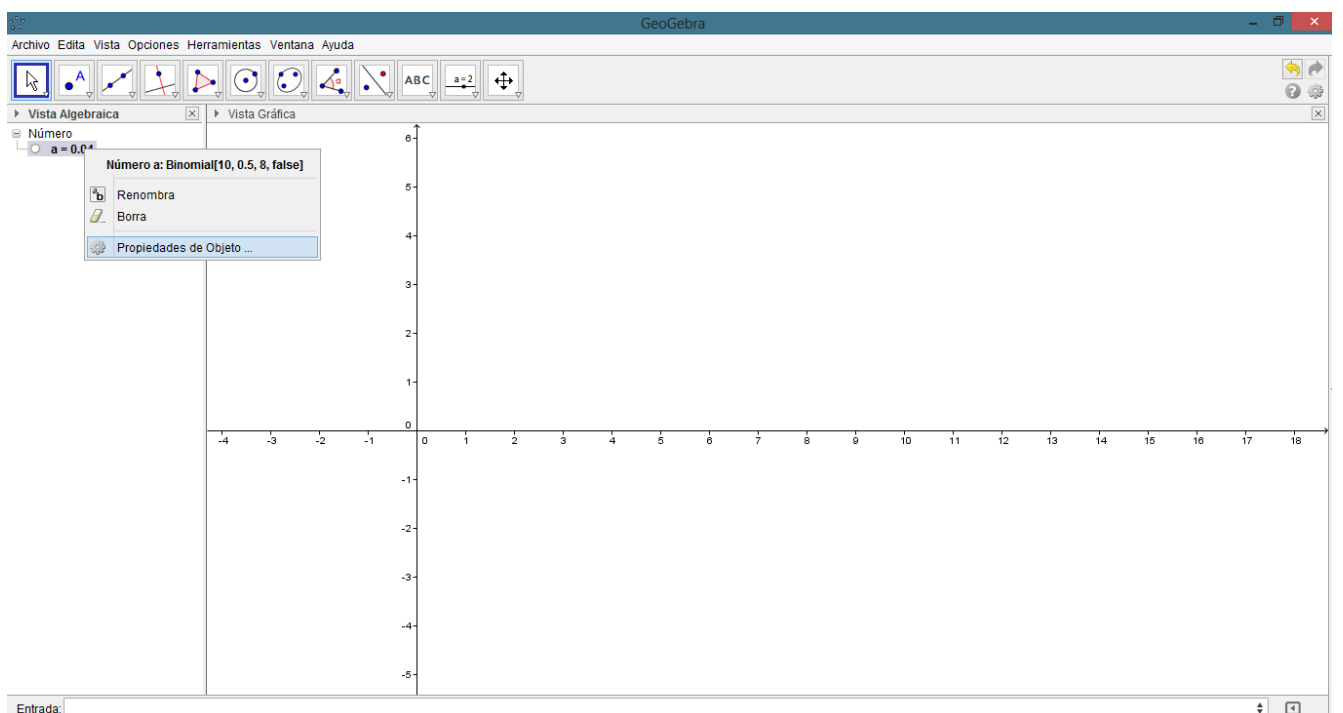 GeoGebra
Archivo Edita Vista Opciones Herramientas Ventana Ayuda
A
α
ABC
a=2
Vista Algebraica
Vista Gráfica
Número
a = 0.04
Número a: Binomial[10, 0.5, 8, false]
ab Renombra
Borra
Propiedades de Objeto ...
6
5
4
3
2
1
0
-4 -3 -2 -1 0 1 2 3 4 5 6 7 8 9 10 11 12 13 14 15 16 17 18
-1
-2
-3
-4
-5
Entrada: